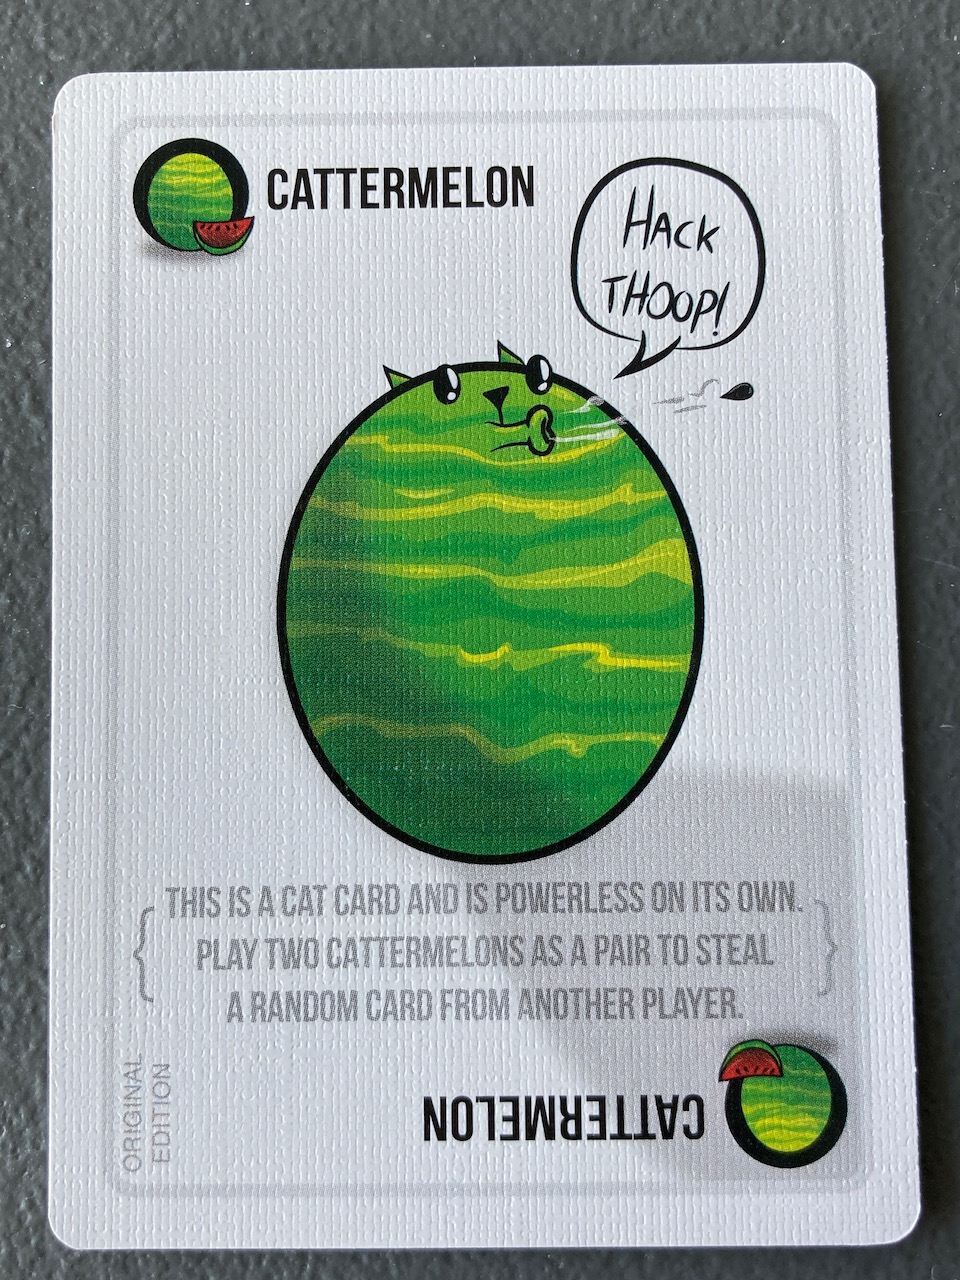 CATTERMELON
HACK
THOOP!
THIS IS A CAT CARD AND IS POWERLESS ON ITS OWN.
PLAY TWO CATTERMELONS AS A PAIR TO STEAL
A RANDOM CARD FROM ANOTHER PLAYER.
ORIGINAL
EDITION
CATTERMELON